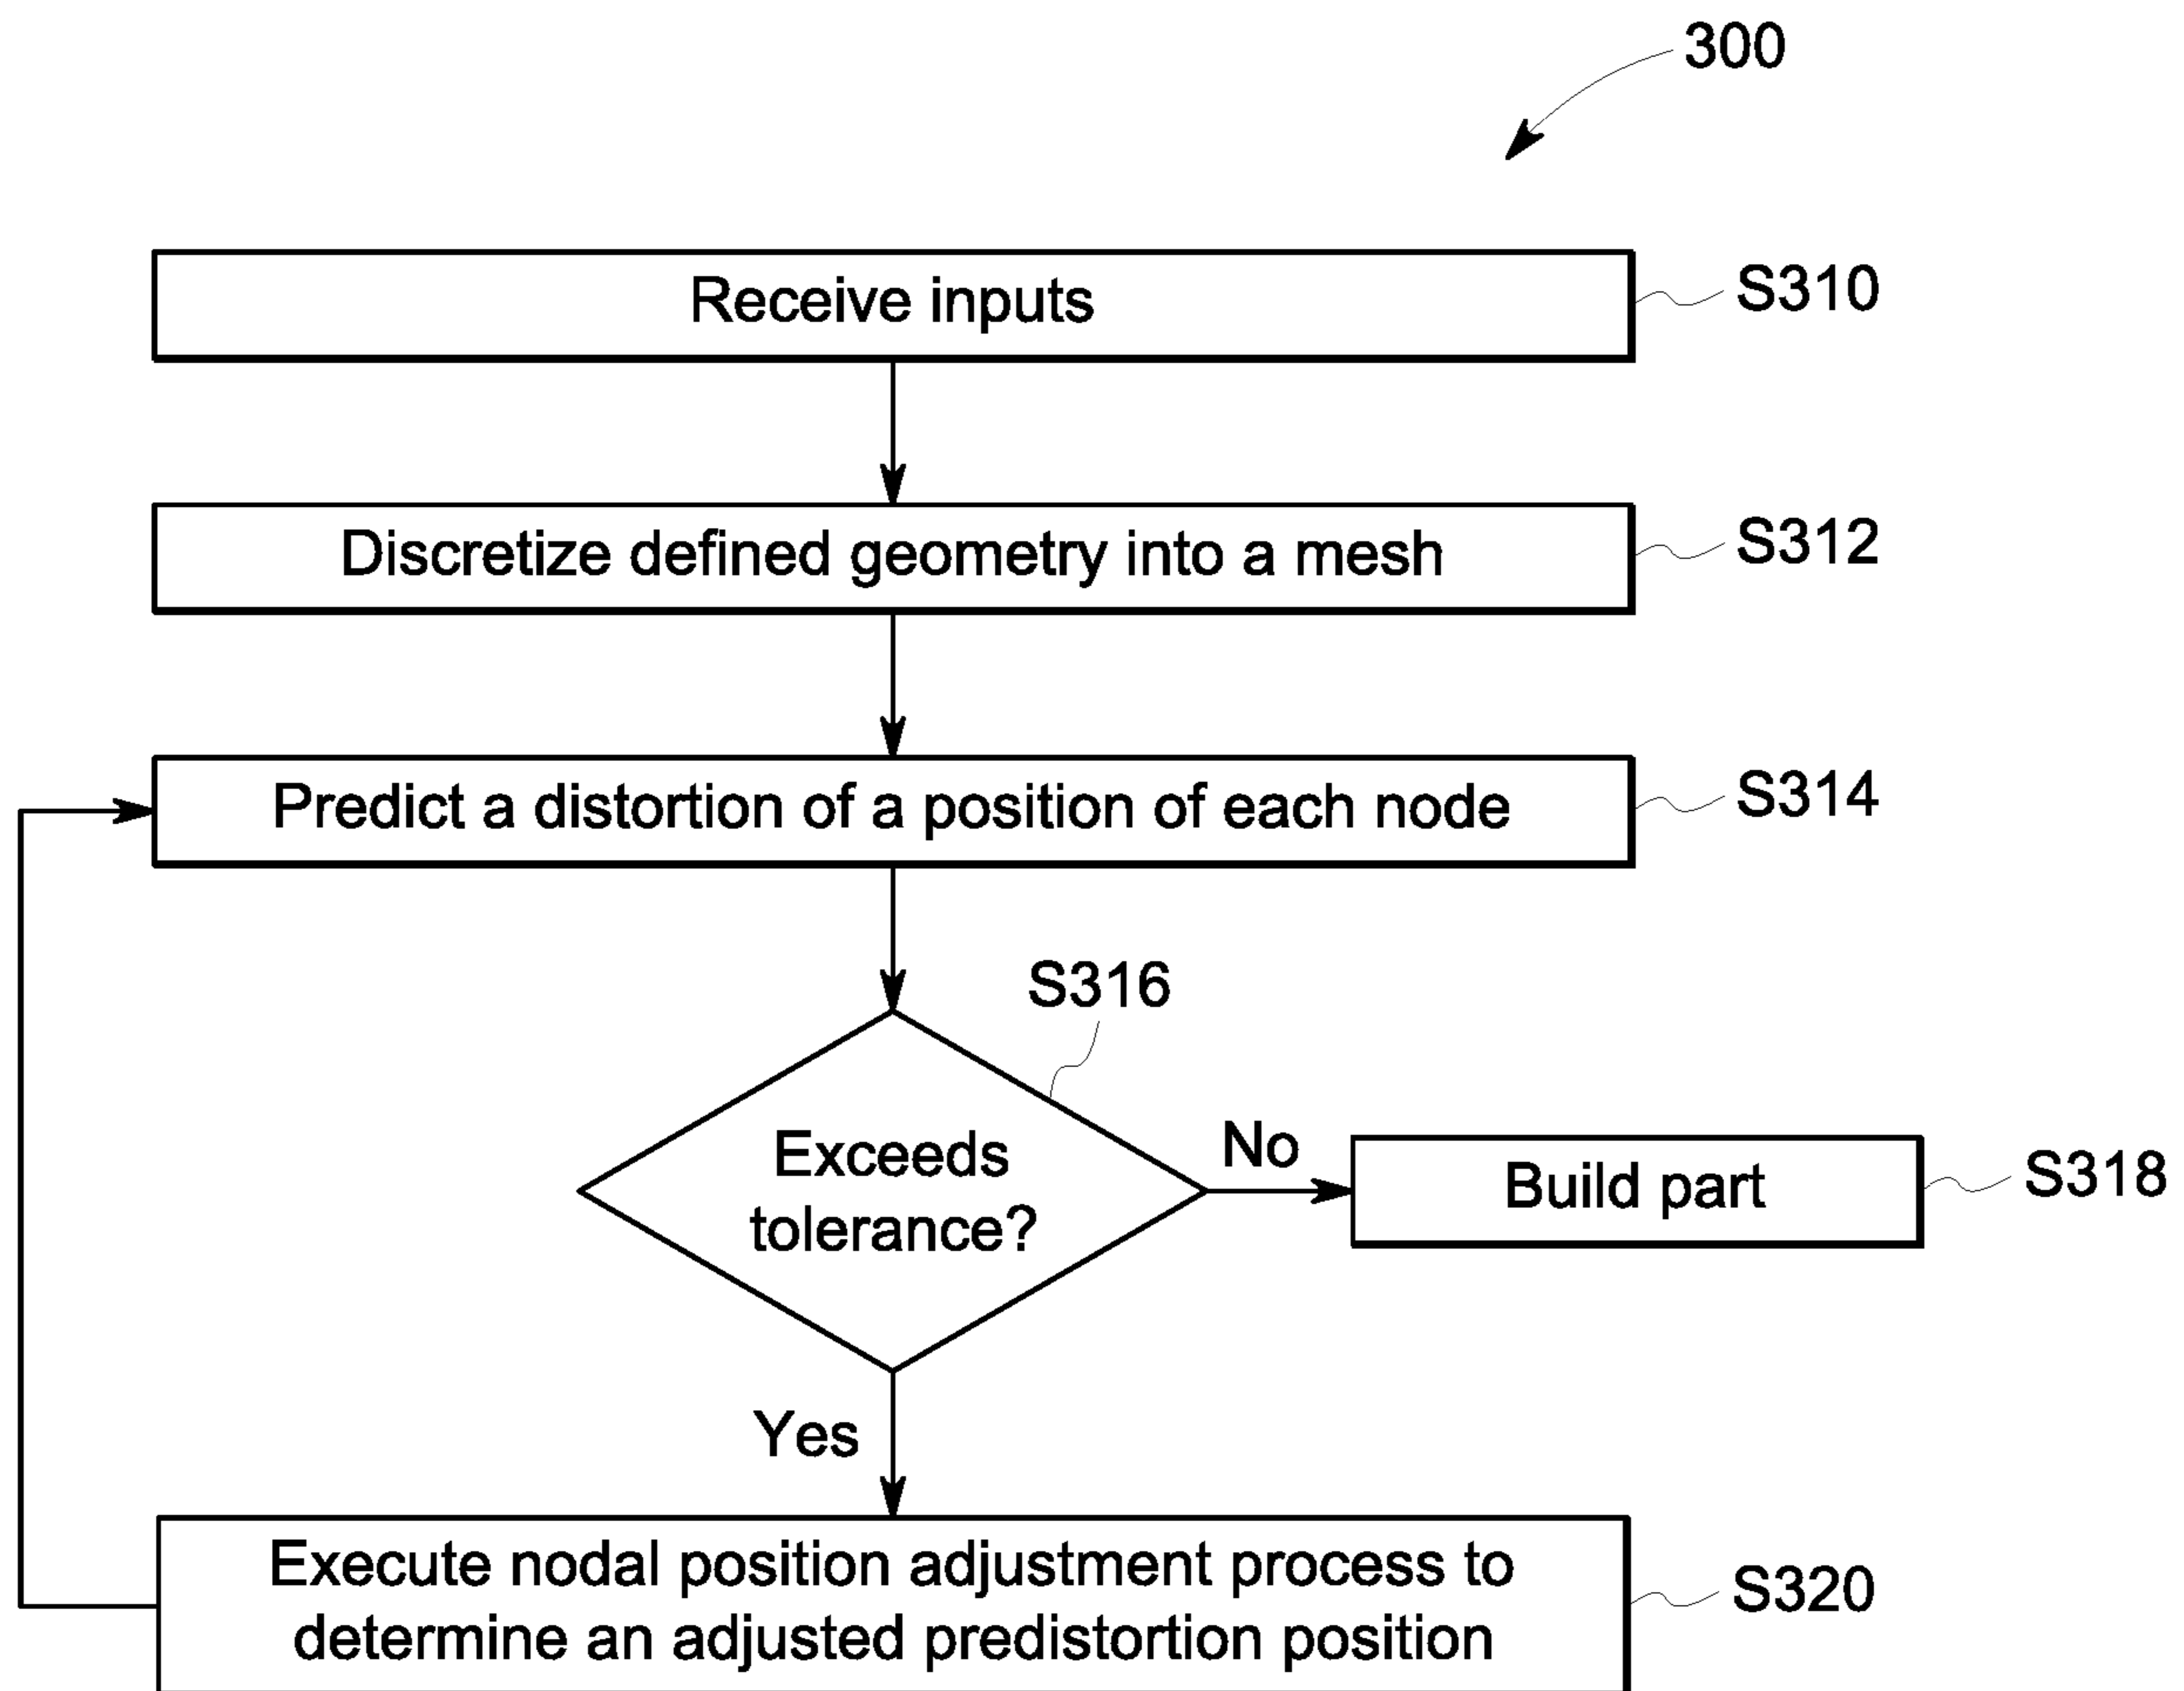 300
Receive inputs
S310
Discretize defined geometry into a mesh
S312
Predict a distortion of a position of each node
S314
S316
Exceeds
tolerance?
No
Build part
S318
Yes
Execute nodal position adjustment process to
determine an adjusted predistortion position
S320